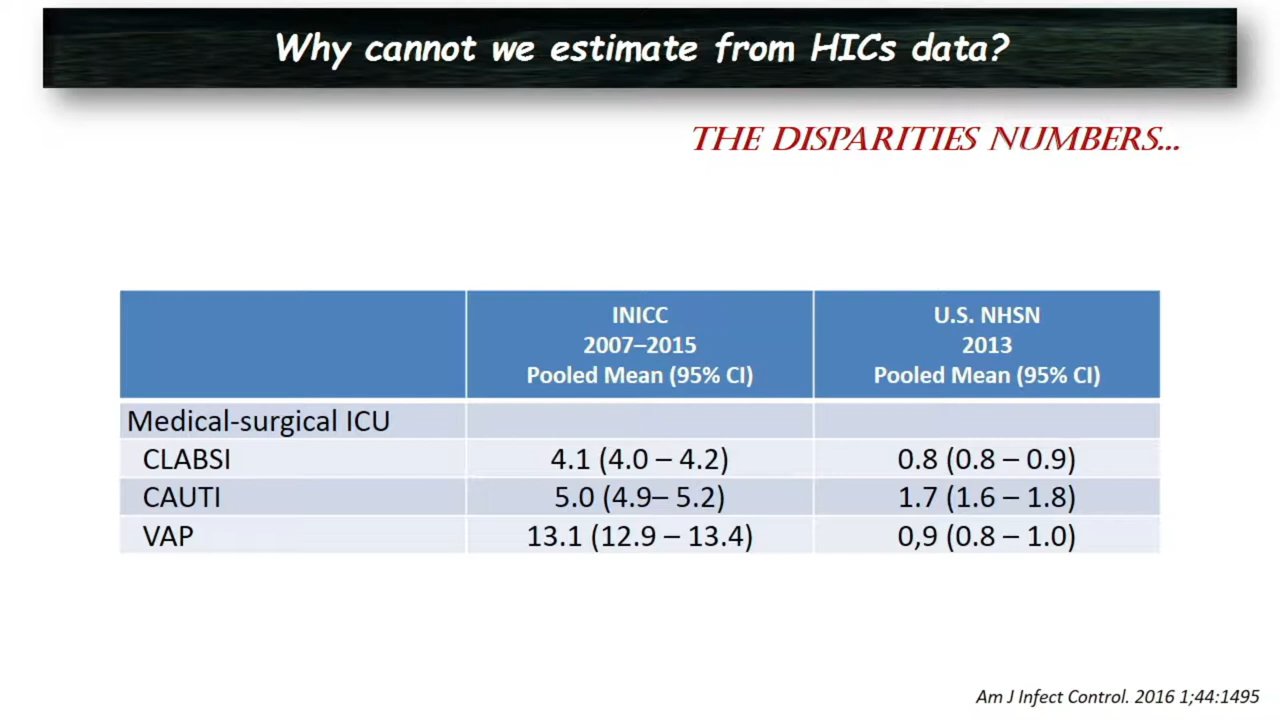 Why cannot we estimate from HICs data?
THE DISPARITIES NUMBERS...
INICC
2007–2015
Pooled Mean (95% CI)
U.S. NHSN
2013
Pooled Mean (95% CI)
Medical-surgical ICU
CLABSI 4.1 (4.0 – 4.2) 0.8 (0.8 – 0.9)
CAUTI 5.0 (4.9– 5.2) 1.7 (1.6 – 1.8)
VAP 13.1 (12.9 – 13.4) 0,9 (0.8 – 1.0)
Am J Infect Control. 2016 1;44:1495